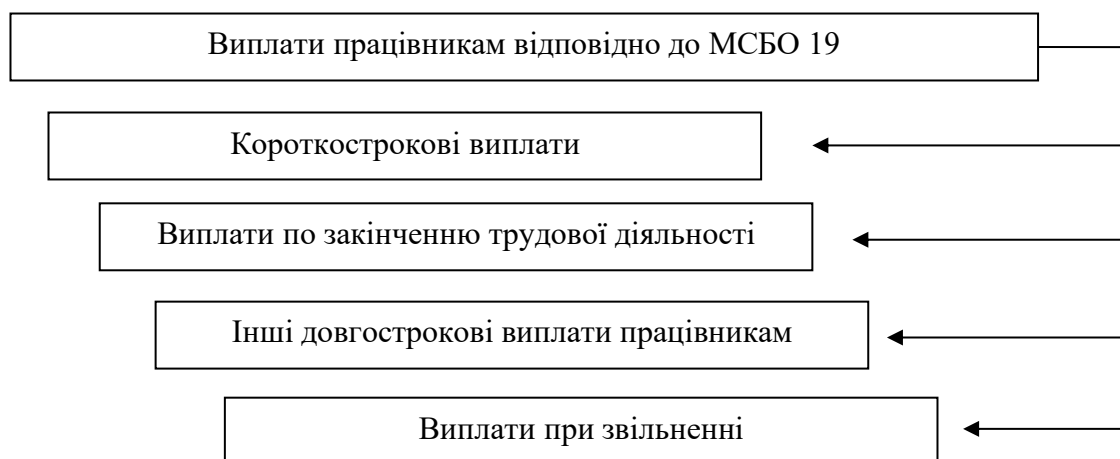 Виплати працівникам відповідно до МСБО 19
Короткострокові виплати
Виплати по закінченню трудової діяльності
Інші довгострокові виплати працівникам
Виплати при звільненні